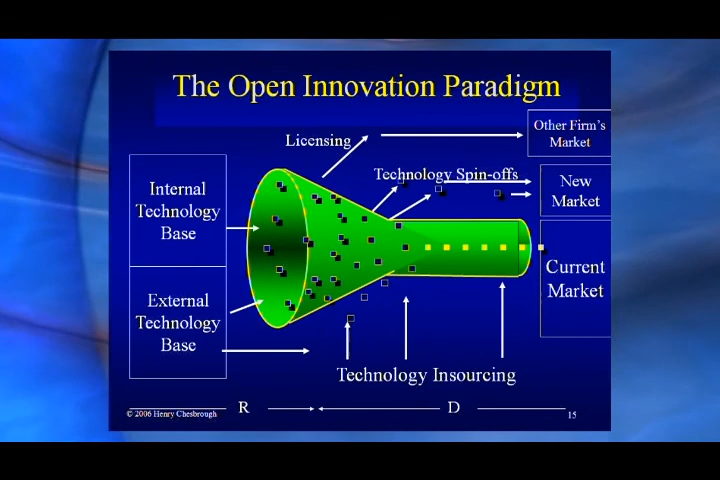 The Open Innovation Paradigm
Other Firm's
Market
Licensing
Technology Spin-offs
New
Market
Internal
Technology
Base
Current
Market
External
Technology
Base
Technology Insourcing
© 2006 Henry Chesbrough
R
D
15